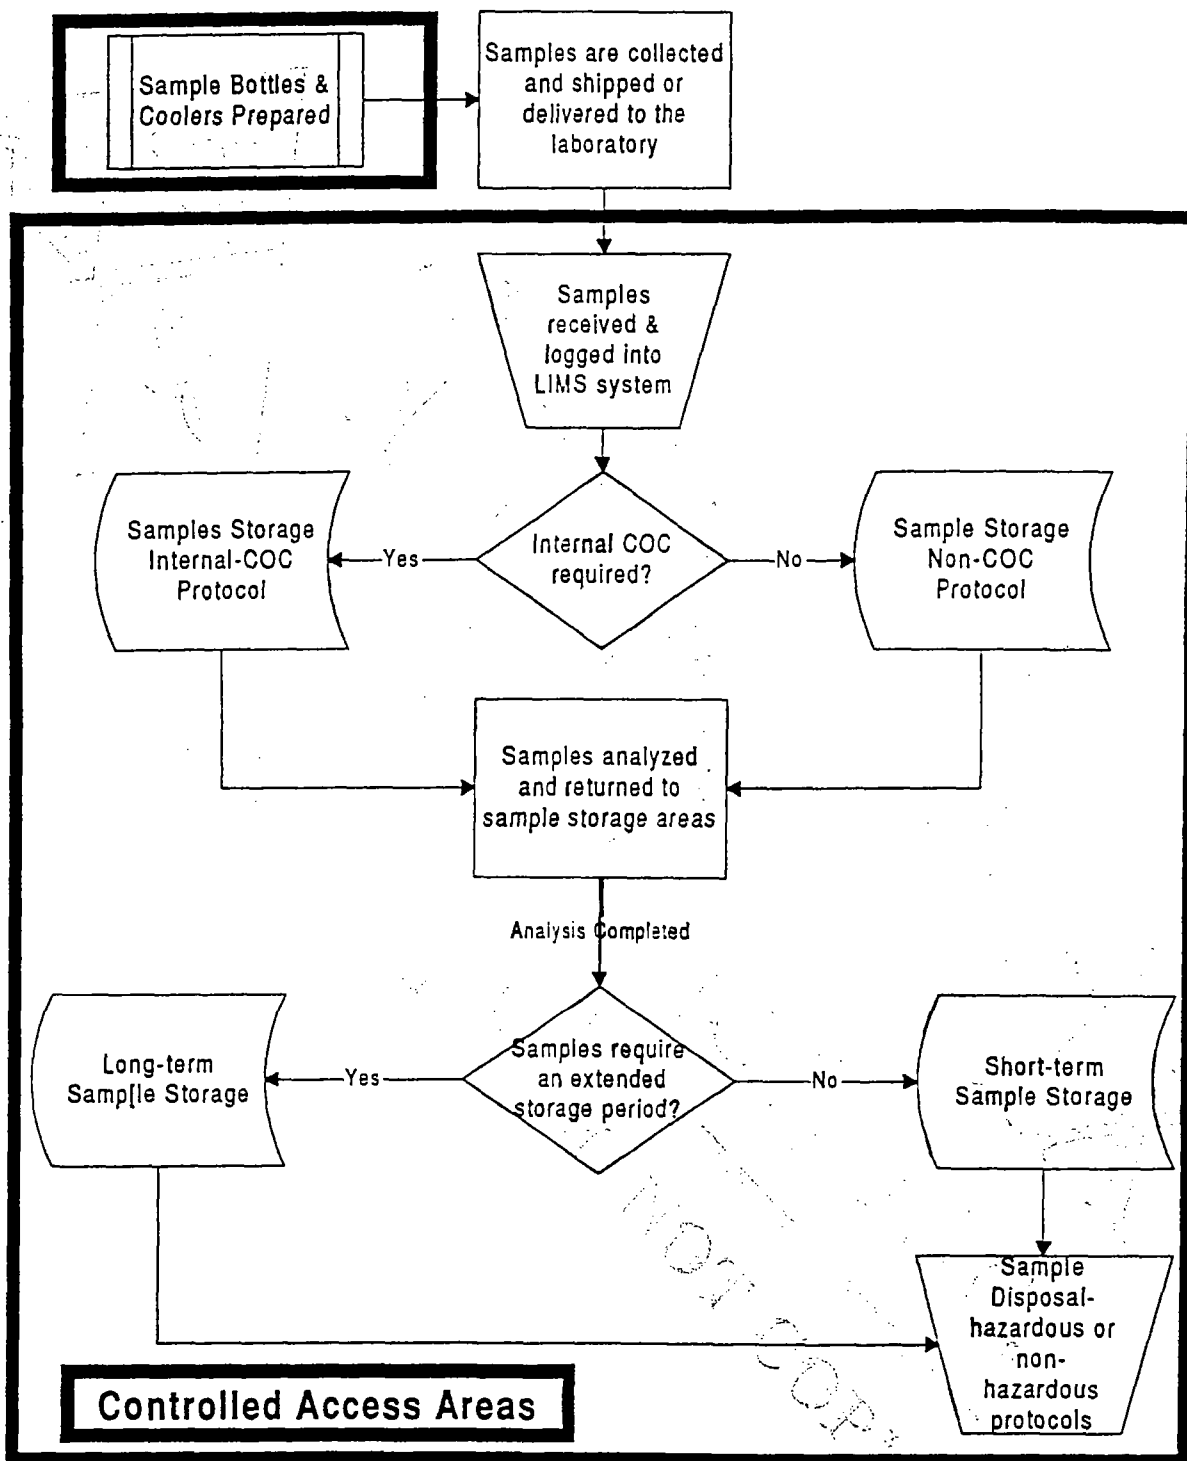 Sample Bottles &
Coolers Prepared
Samples are collected
and shipped or
delivered to the
laboratory
Samples
received &
logged into
LIMS system
Samples Storage
Internal-COC
Protocol
Yes
Internal COC
required?
No
Sample Storage
Non-COC
Protocol
Samples analyzed
and returned to
sample storage areas
Analysis Completed
Long-term
Samp[le Storage
Yes
Samples require
an extended
storage period?
No
Short-term
Sample Storage
Sample
Disposal-
hazardous or
non-
hazardous
protocols
Controlled Access Areas